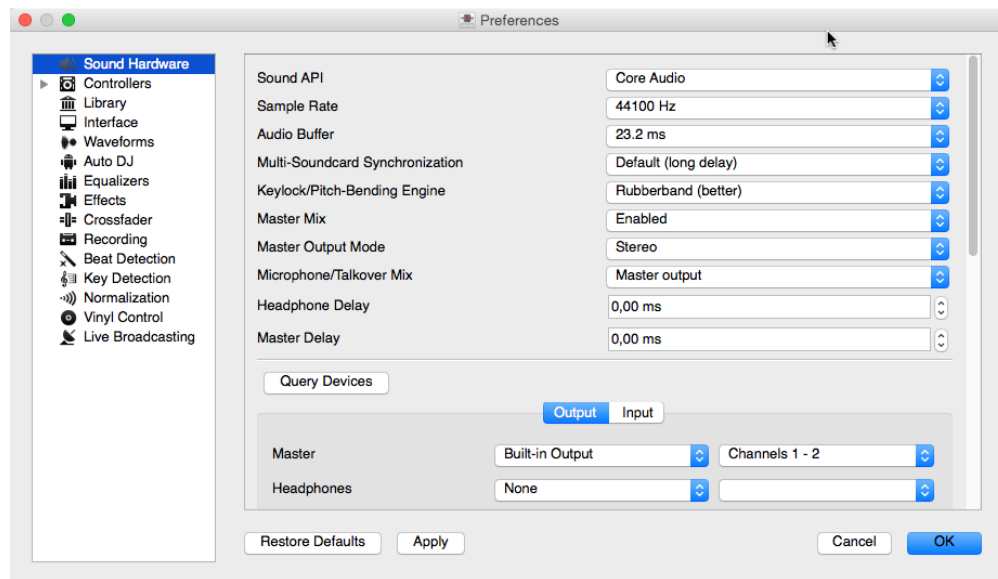 Preferences
Sound Hardware
Controllers
Library
Interface
Waveforms
Auto DJ
Equalizers
Effects
Crossfader
Recording
Beat Detection
Key Detection
Normalization
Vinyl Control
Live Broadcasting
Sound API Core Audio
Sample Rate 44100 Hz
Audio Buffer 23.2 ms
Multi-Soundcard Synchronization Default (long delay)
Keylock/Pitch-Bending Engine Rubberband (better)
Master Mix Enabled
Master Output Mode Stereo
Microphone/Talkover Mix Master output
Headphone Delay 0,00 ms
Master Delay 0,00 ms
Query Devices
Output Input
Master Built-in Output Channels 1 - 2
Headphones None
Restore Defaults Apply Cancel OK